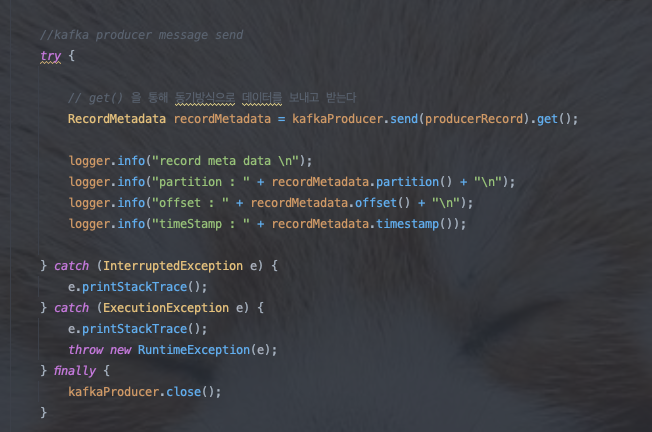 //kafka producer message send
try {
// get() 을 통해 동기방식으로 데이터를 보내고 받는다
RecordMetadata recordMetadata = kafkaProducer.send(producerRecord).get();
logger.info("record meta data \n");
logger.info("partition : " + recordMetadata.partition() + "\n");
logger.info("offset : " + recordMetadata.offset() + "\n");
logger.info("timeStamp : " + recordMetadata.timestamp());
} catch (InterruptedException e) {
e.printStackTrace();
} catch (ExecutionException e) {
e.printStackTrace();
throw new RuntimeException(e);
} finally {
kafkaProducer.close();
}